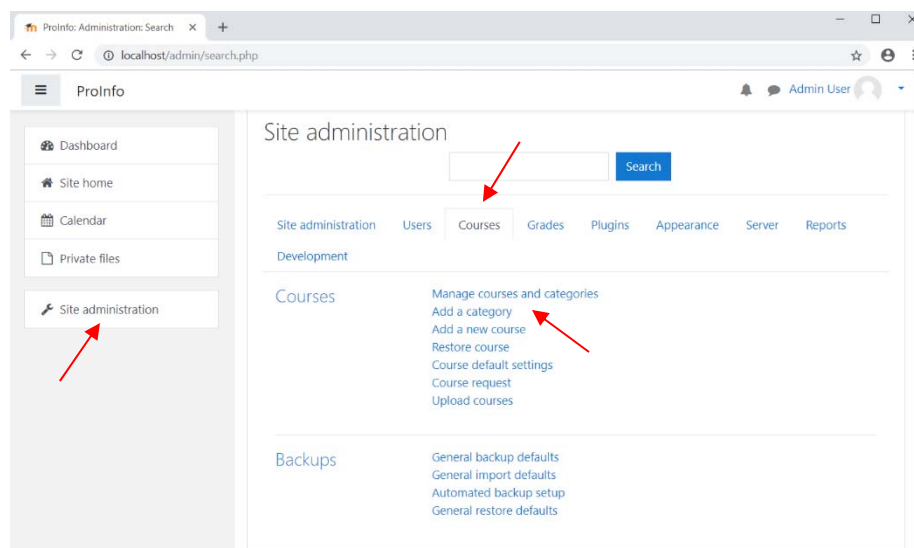 ProInfo: Administration: Search
localhost/admin/search.php
ProInfo
Admin User
Dashboard
Site home
Calendar
Private files
Site administration
Site administration
Search
Site administration Users Courses Grades Plugins Appearance Server Reports
Development
Courses
Manage courses and categories
Add a category
Add a new course
Restore course
Course default settings
Course request
Upload courses
Backups
General backup defaults
General import defaults
Automated backup setup
General restore defaults